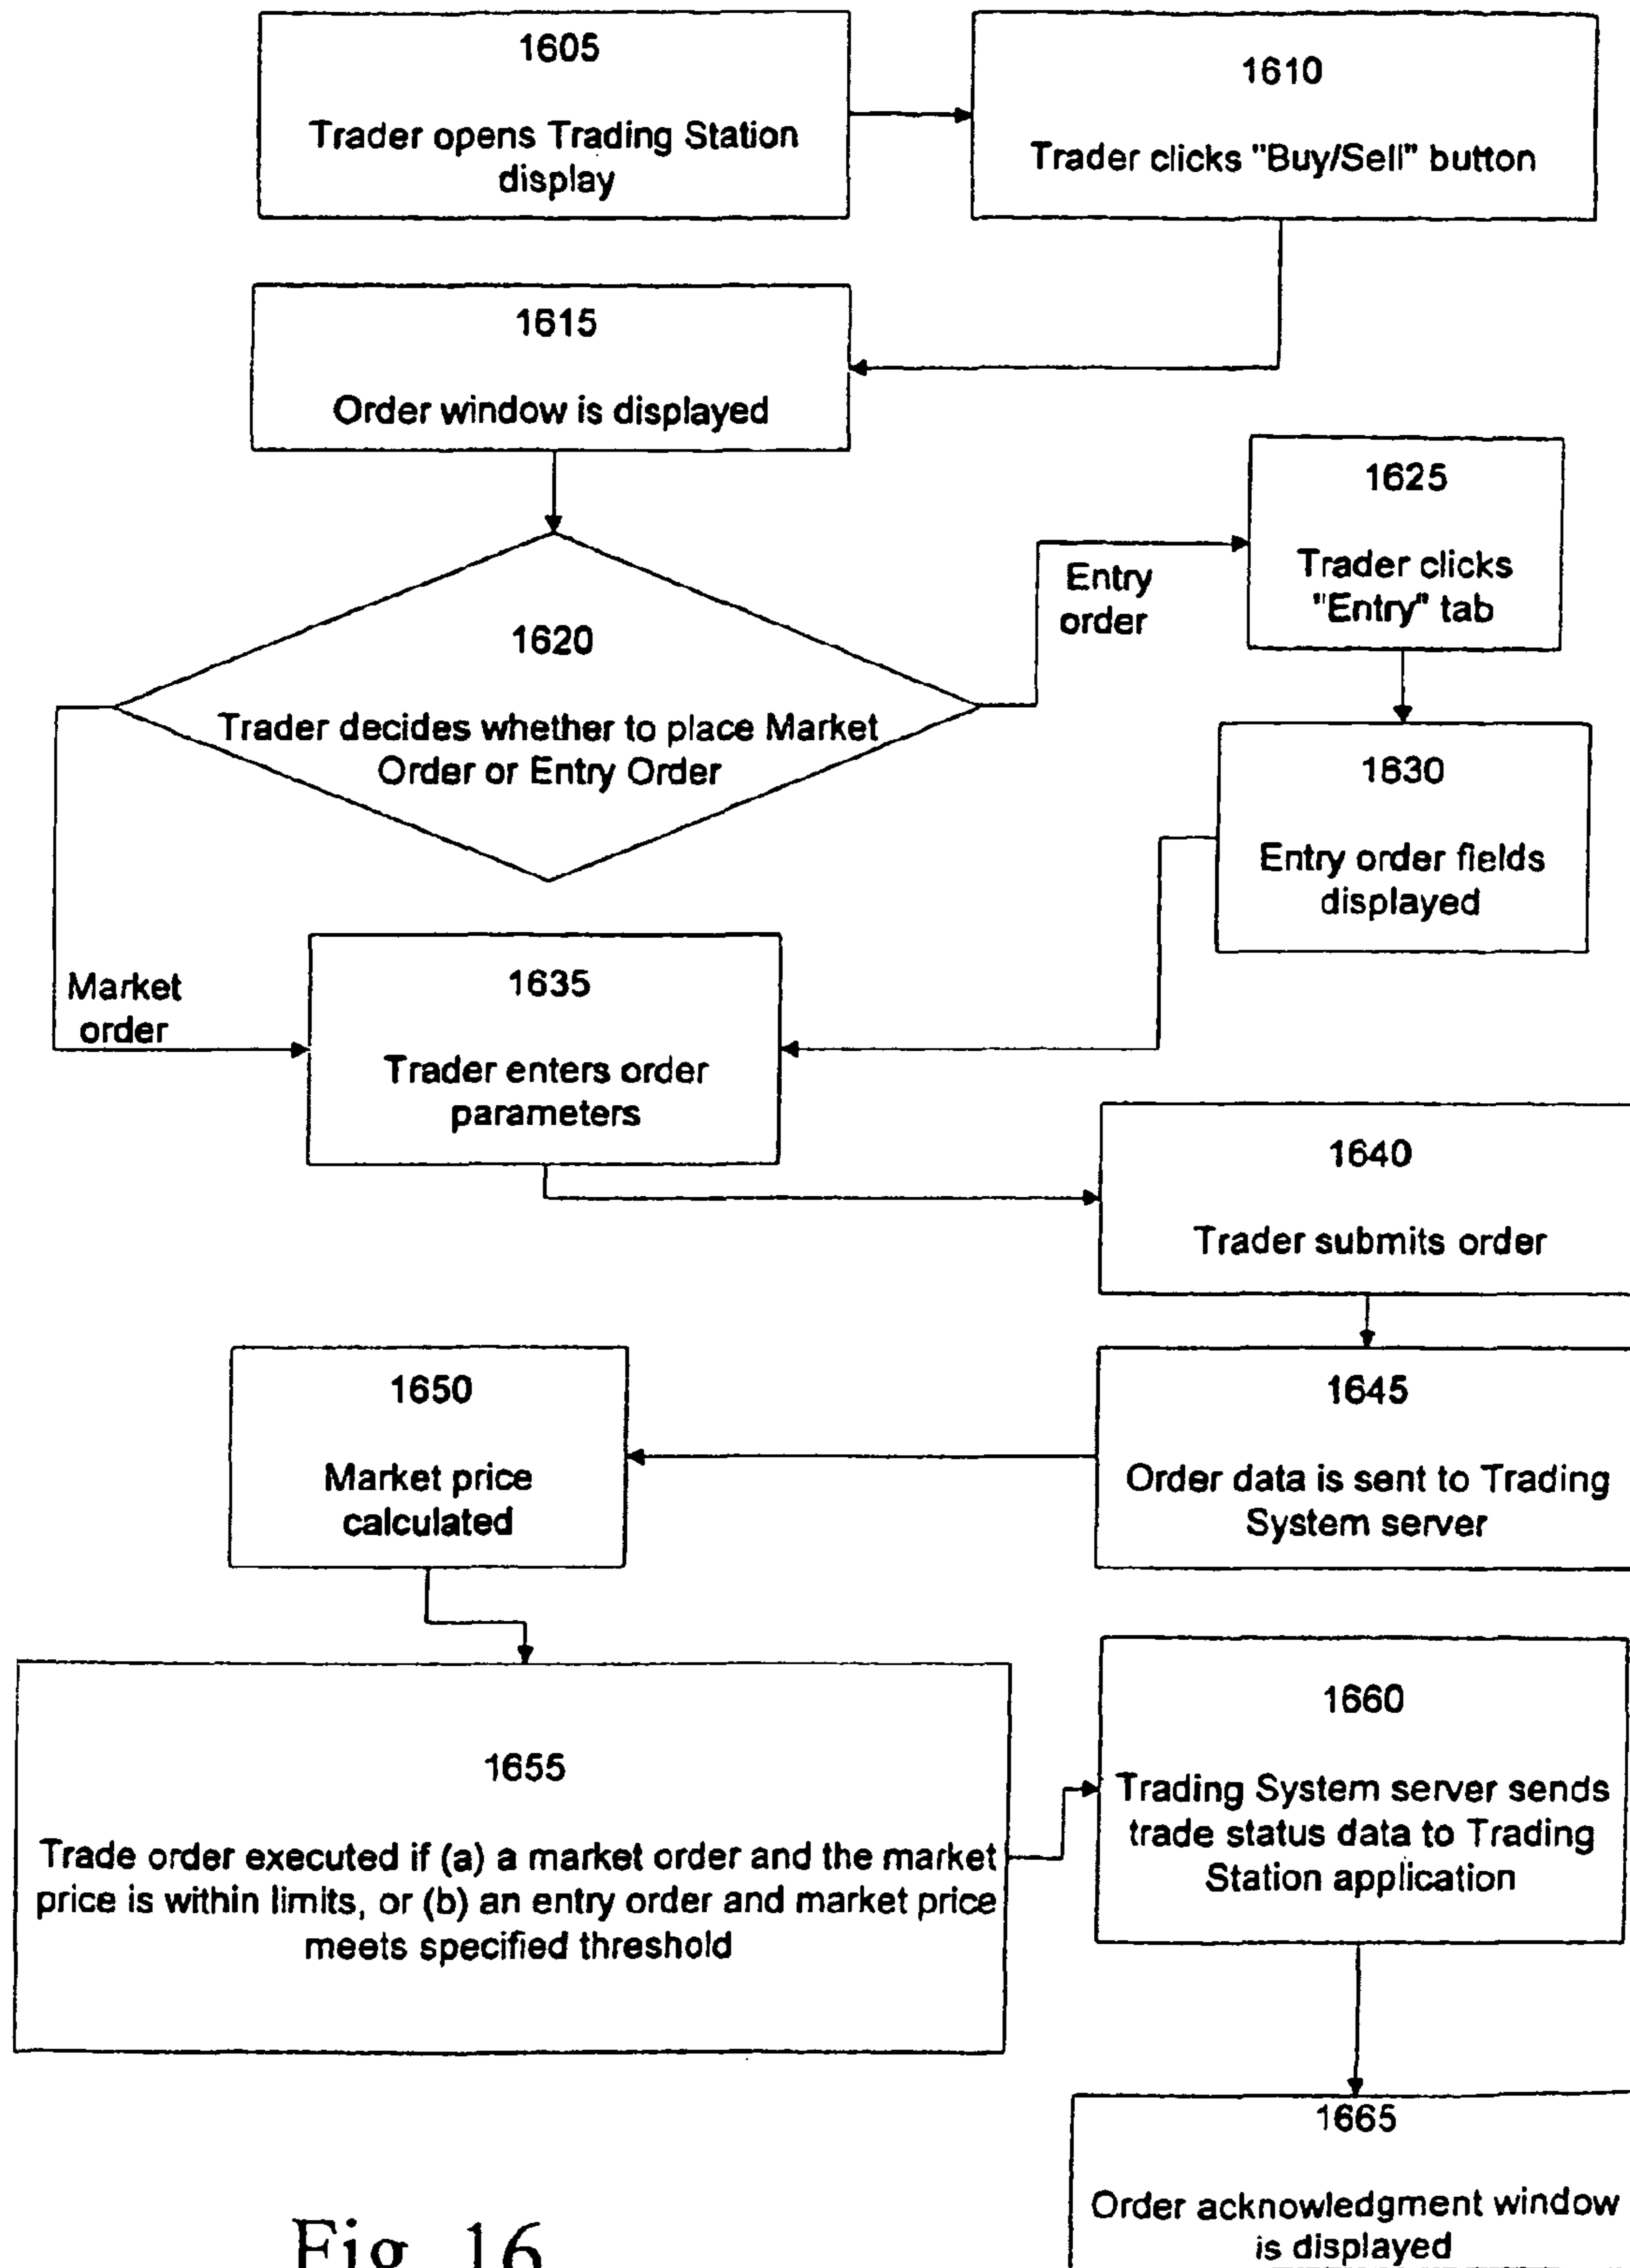 1605
Trader opens Trading Station
display
1610
Trader clicks "Buy/Sell" button
1615
Order window is displayed
1620
Trader decides whether to place Market
Order or Entry Order
Entry
order
1625
Trader clicks
"Entry" tab
1630
Entry order fields
displayed
Market
order
1635
Trader enters order
parameters
1640
Trader submits order
1645
Order data is sent to Trading
System server
1650
Market price
calculated
1655
Trade order executed if (a) a market order and the market
price is within limits, or (b) an entry order and market price
meets specified threshold
1660
Trading System server sends
trade status data to Trading
Station application
1665
Order acknowledgment window
is displayed
Fig. 16